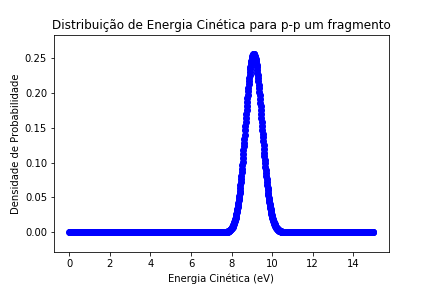 Distribuição de Energia Cinética para p-p um fragmento
Densidade de Probabilidade
0.25
0.20
0.15
0.10
0.05
0.00
0 2 4 6 8 10 12 14
Energia Cinética (eV)